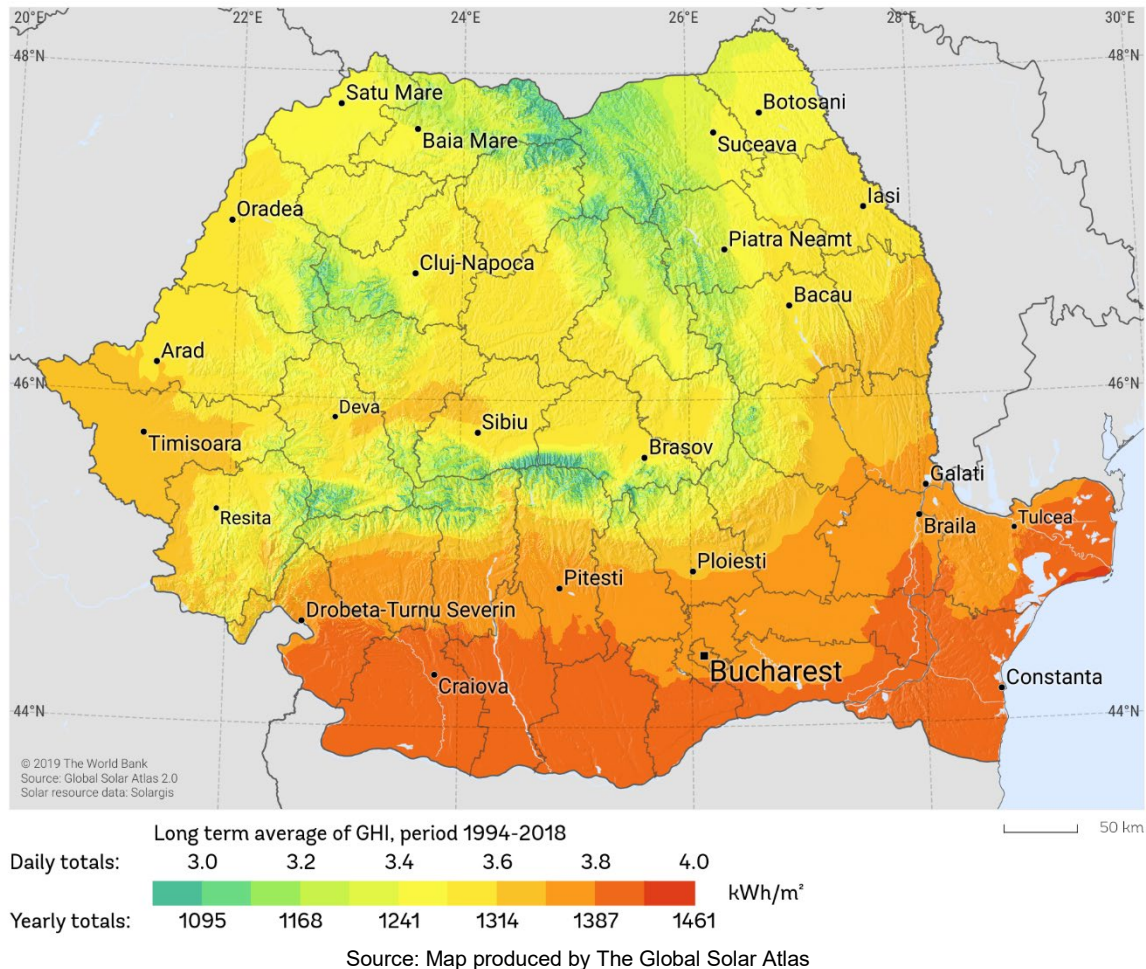 20°E 22°E 24°E 26°E 28°E 30°E
48°N 48°N
Satu Mare
Botosani
Baia Mare
Suceava
Iasi
Oradea
Piatra Neamt
Cluj-Napoca
Bacau
Arad
46°N 46°N
Deva
Sibiu
Timisoara
Brasov
Galati
Resita
Braila
Tulcea
Ploiesti
Pitesti
Drobeta-Turnu Severin
Bucharest
Constanta
Craiova
44°N 44°N
© 2019 The World Bank
Source: Global Solar Atlas 2.0
Solar resource data: Solargis
50 km
Long term average of GHI, period 1994-2018
Daily totals: 3.0 3.2 3.4 3.6 3.8 4.0
kWh/m²
Yearly totals: 1095 1168 1241 1314 1387 1461
Source: Map produced by The Global Solar Atlas